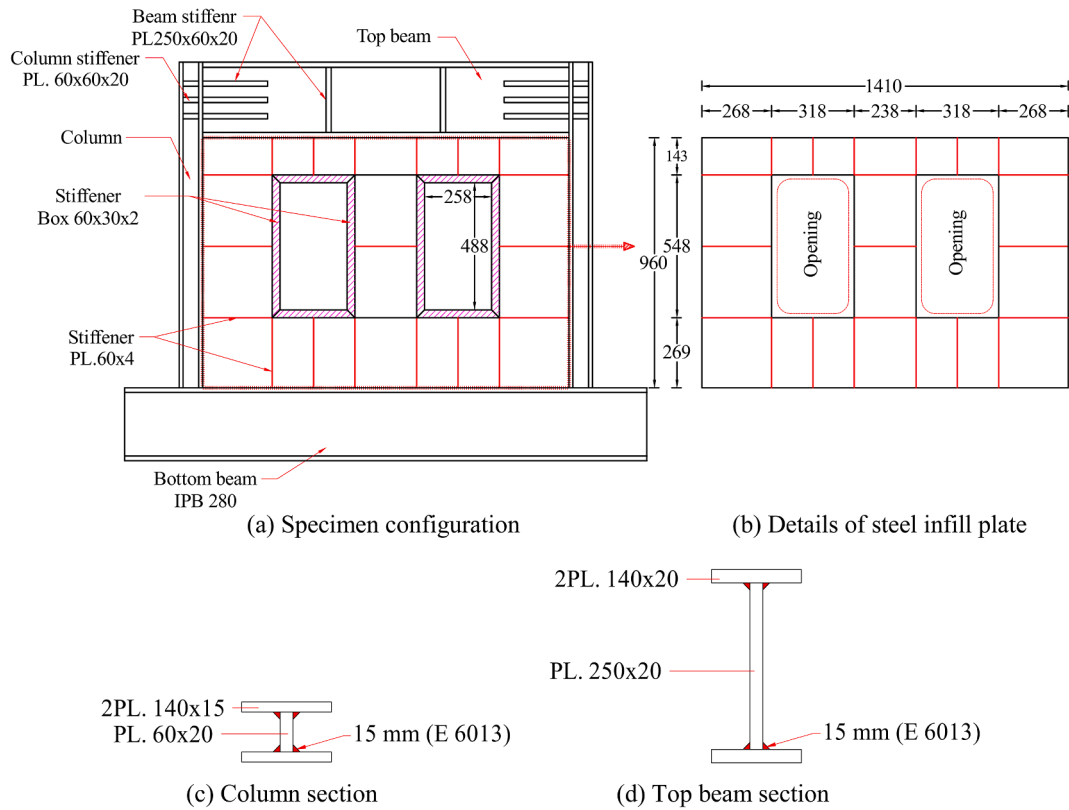 Beam stiffenr
PL250x60x20
Top beam
Column stiffener
PL. 60x60x20
Column
Stiffener
Box 60x30x2
258
488
Stiffener
PL.60x4
Bottom beam
IPB 280
(a) Specimen configuration
1410
268
318
238
318
268
143
548
960
269
Opening
Opening
(b) Details of steel infill plate
2PL. 140x15
PL. 60x20
15 mm (E 6013)
(c) Column section
2PL. 140x20
PL. 250x20
15 mm (E 6013)
(d) Top beam section